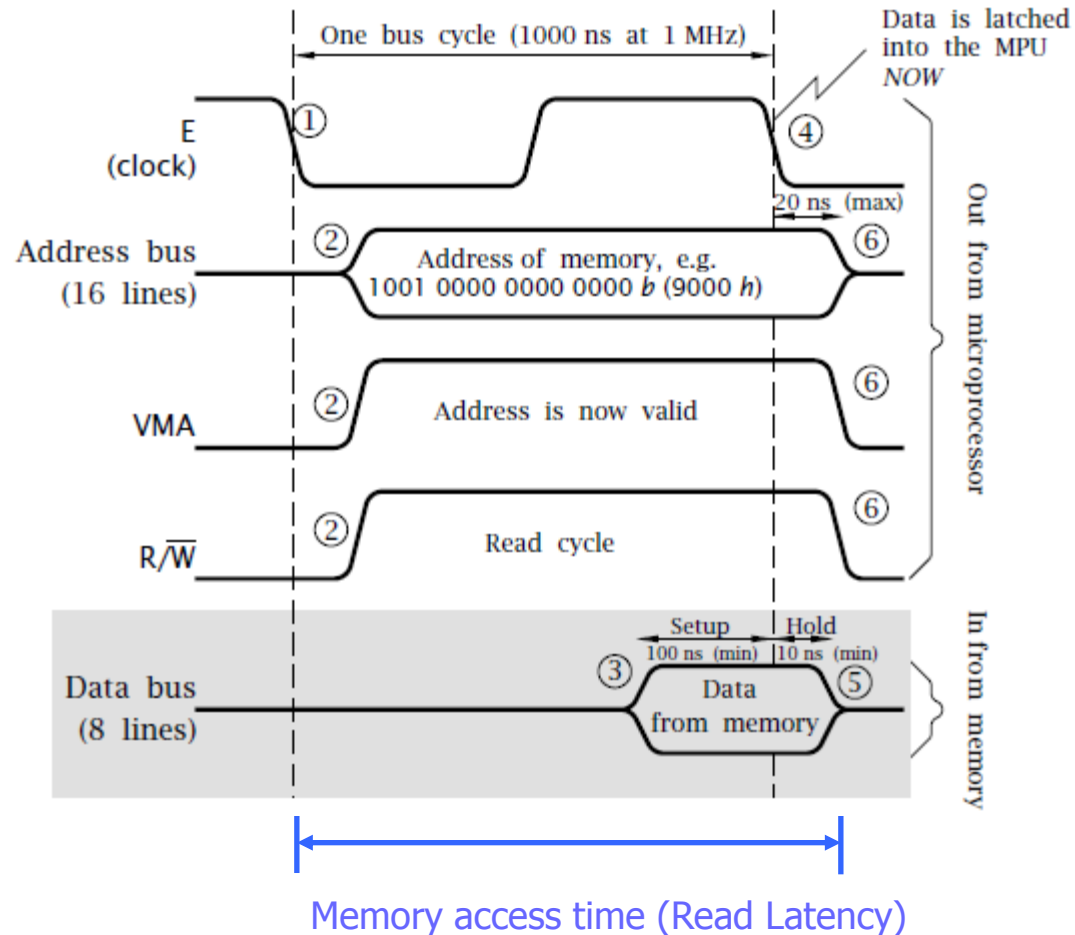 One bus cycle (1000 ns at 1 MHz)
Data is latched
into the MPU
NOW
E
(clock)
①
④
20 ns (max)
Address bus
(16 lines)
②
Address of memory, e.g.
1001 0000 0000 0000 b (9000 h)
⑥
VMA
②
Address is now valid
⑥
R/W̅
②
Read cycle
⑥
Out from microprocessor
Data bus
(8 lines)
③
Setup
100 ns (min)
Hold
10 ns (min)
Data
from memory
⑤
In from memory
Memory access time (Read Latency)